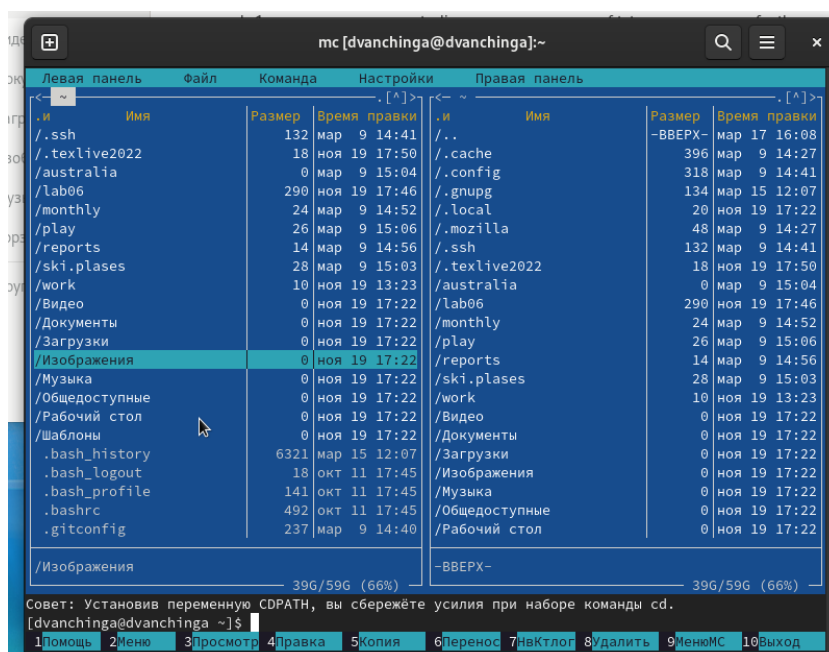 mc [dvanchinga@dvanchinga]:~
Левая панель Файл Команда Настройки Правая панель
<— ~ .[^]>
.и Имя Размер Время правки
/.ssh 132 мар 9 14:41
/.texlive2022 18 ноя 19 17:50
/australia 0 мар 9 15:04
/lab06 290 ноя 19 17:46
/monthly 24 мар 9 14:52
/play 26 мар 9 15:06
/reports 14 мар 9 14:56
/ski.plases 28 мар 9 15:03
/work 10 ноя 19 13:23
/Видео 0 ноя 19 17:22
/Документы 0 ноя 19 17:22
/Загрузки 0 ноя 19 17:22
/Изображения 0 ноя 19 17:22
/Музыка 0 ноя 19 17:22
/Общедоступные 0 ноя 19 17:22
/Рабочий стол 0 ноя 19 17:22
/Шаблоны 0 ноя 19 17:22
.bash_history 6321 мар 15 12:07
.bash_logout 18 окт 11 17:45
.bash_profile 141 окт 11 17:45
.bashrc 492 окт 11 17:45
.gitconfig 237 мар 9 14:40
/Изображения
39G/59G (66%)
<— ~ .[^]>
.и Имя Размер Время правки
/.. -ВВЕРХ- мар 17 16:08
/.cache 396 мар 9 14:27
/.config 318 мар 9 14:41
/.gnupg 134 мар 15 12:07
/.local 20 ноя 19 17:22
/.mozilla 48 мар 9 14:27
/.ssh 132 мар 9 14:41
/.texlive2022 18 ноя 19 17:50
/australia 0 мар 9 15:04
/lab06 290 ноя 19 17:46
/monthly 24 мар 9 14:52
/play 26 мар 9 15:06
/reports 14 мар 9 14:56
/ski.plases 28 мар 9 15:03
/work 10 ноя 19 13:23
/Видео 0 ноя 19 17:22
/Документы 0 ноя 19 17:22
/Загрузки 0 ноя 19 17:22
/Изображения 0 ноя 19 17:22
/Музыка 0 ноя 19 17:22
/Общедоступные 0 ноя 19 17:22
/Рабочий стол 0 ноя 19 17:22
-ВВЕРХ-
39G/59G (66%)
Совет: Установив переменную CDPATH, вы сбережёте усилия при наборе команды cd.
[dvanchinga@dvanchinga ~]$
1Помощь 2Меню 3Просмотр 4Правка 5Копия 6Перенос 7НвКтлог 8Удалить 9МенюМС 10Выход